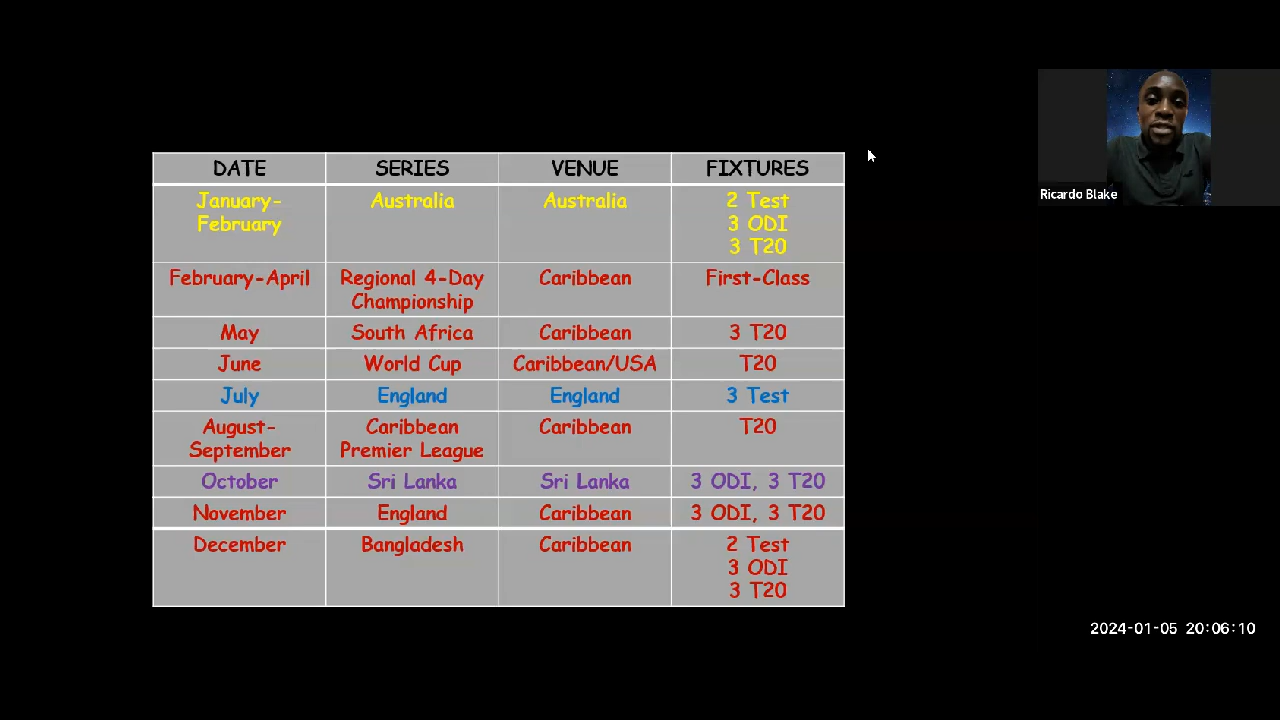 DATE SERIES VENUE FIXTURES
January- Australia Australia 2 Test
February 3 ODI
3 T20
February-April Regional 4-Day Caribbean First-Class
Championship
May South Africa Caribbean 3 T20
June World Cup Caribbean/USA T20
July England England 3 Test
August- Caribbean Caribbean T20
September Premier League
October Sri Lanka Sri Lanka 3 ODI, 3 T20
November England Caribbean 3 ODI, 3 T20
December Bangladesh Caribbean 2 Test
3 ODI
3 T20
Ricardo Blake
2024-01-05 20:06:10